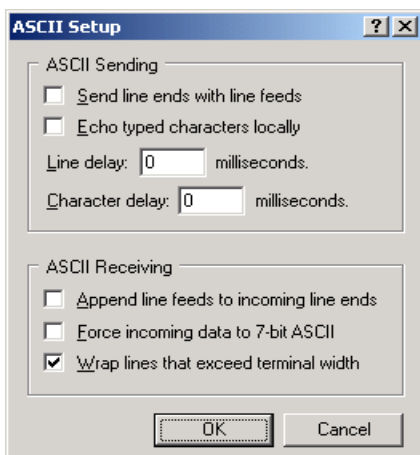 ASCII Setup
ASCII Sending
Send line ends with line feeds
Echo typed characters locally
Line delay: 0 milliseconds.
Character delay: 0 milliseconds.
ASCII Receiving
Append line feeds to incoming line ends
Force incoming data to 7-bit ASCII
Wrap lines that exceed terminal width
OK Cancel